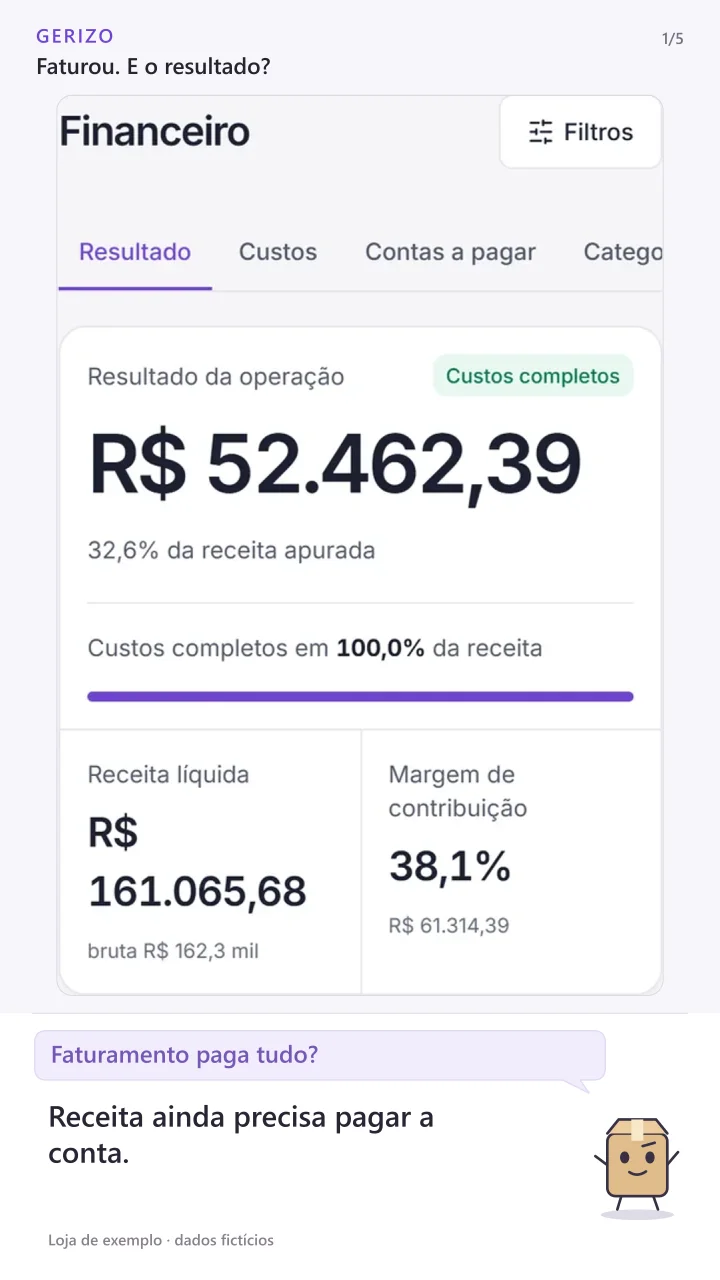 GERIZO
1/5
Faturou. E o resultado?
Financeiro
Filtros
Resultado Custos Contas a pagar Catego
Resultado da operação
Custos completos
R$ 52.462,39
32,6% da receita apurada
Custos completos em 100,0% da receita
Receita líquida
R$
161.065,68
bruta R$ 162,3 mil
Margem de
contribuição
38,1%
R$ 61.314,39
Faturamento paga tudo?
Receita ainda precisa pagar a
conta.
Loja de exemplo · dados fictícios